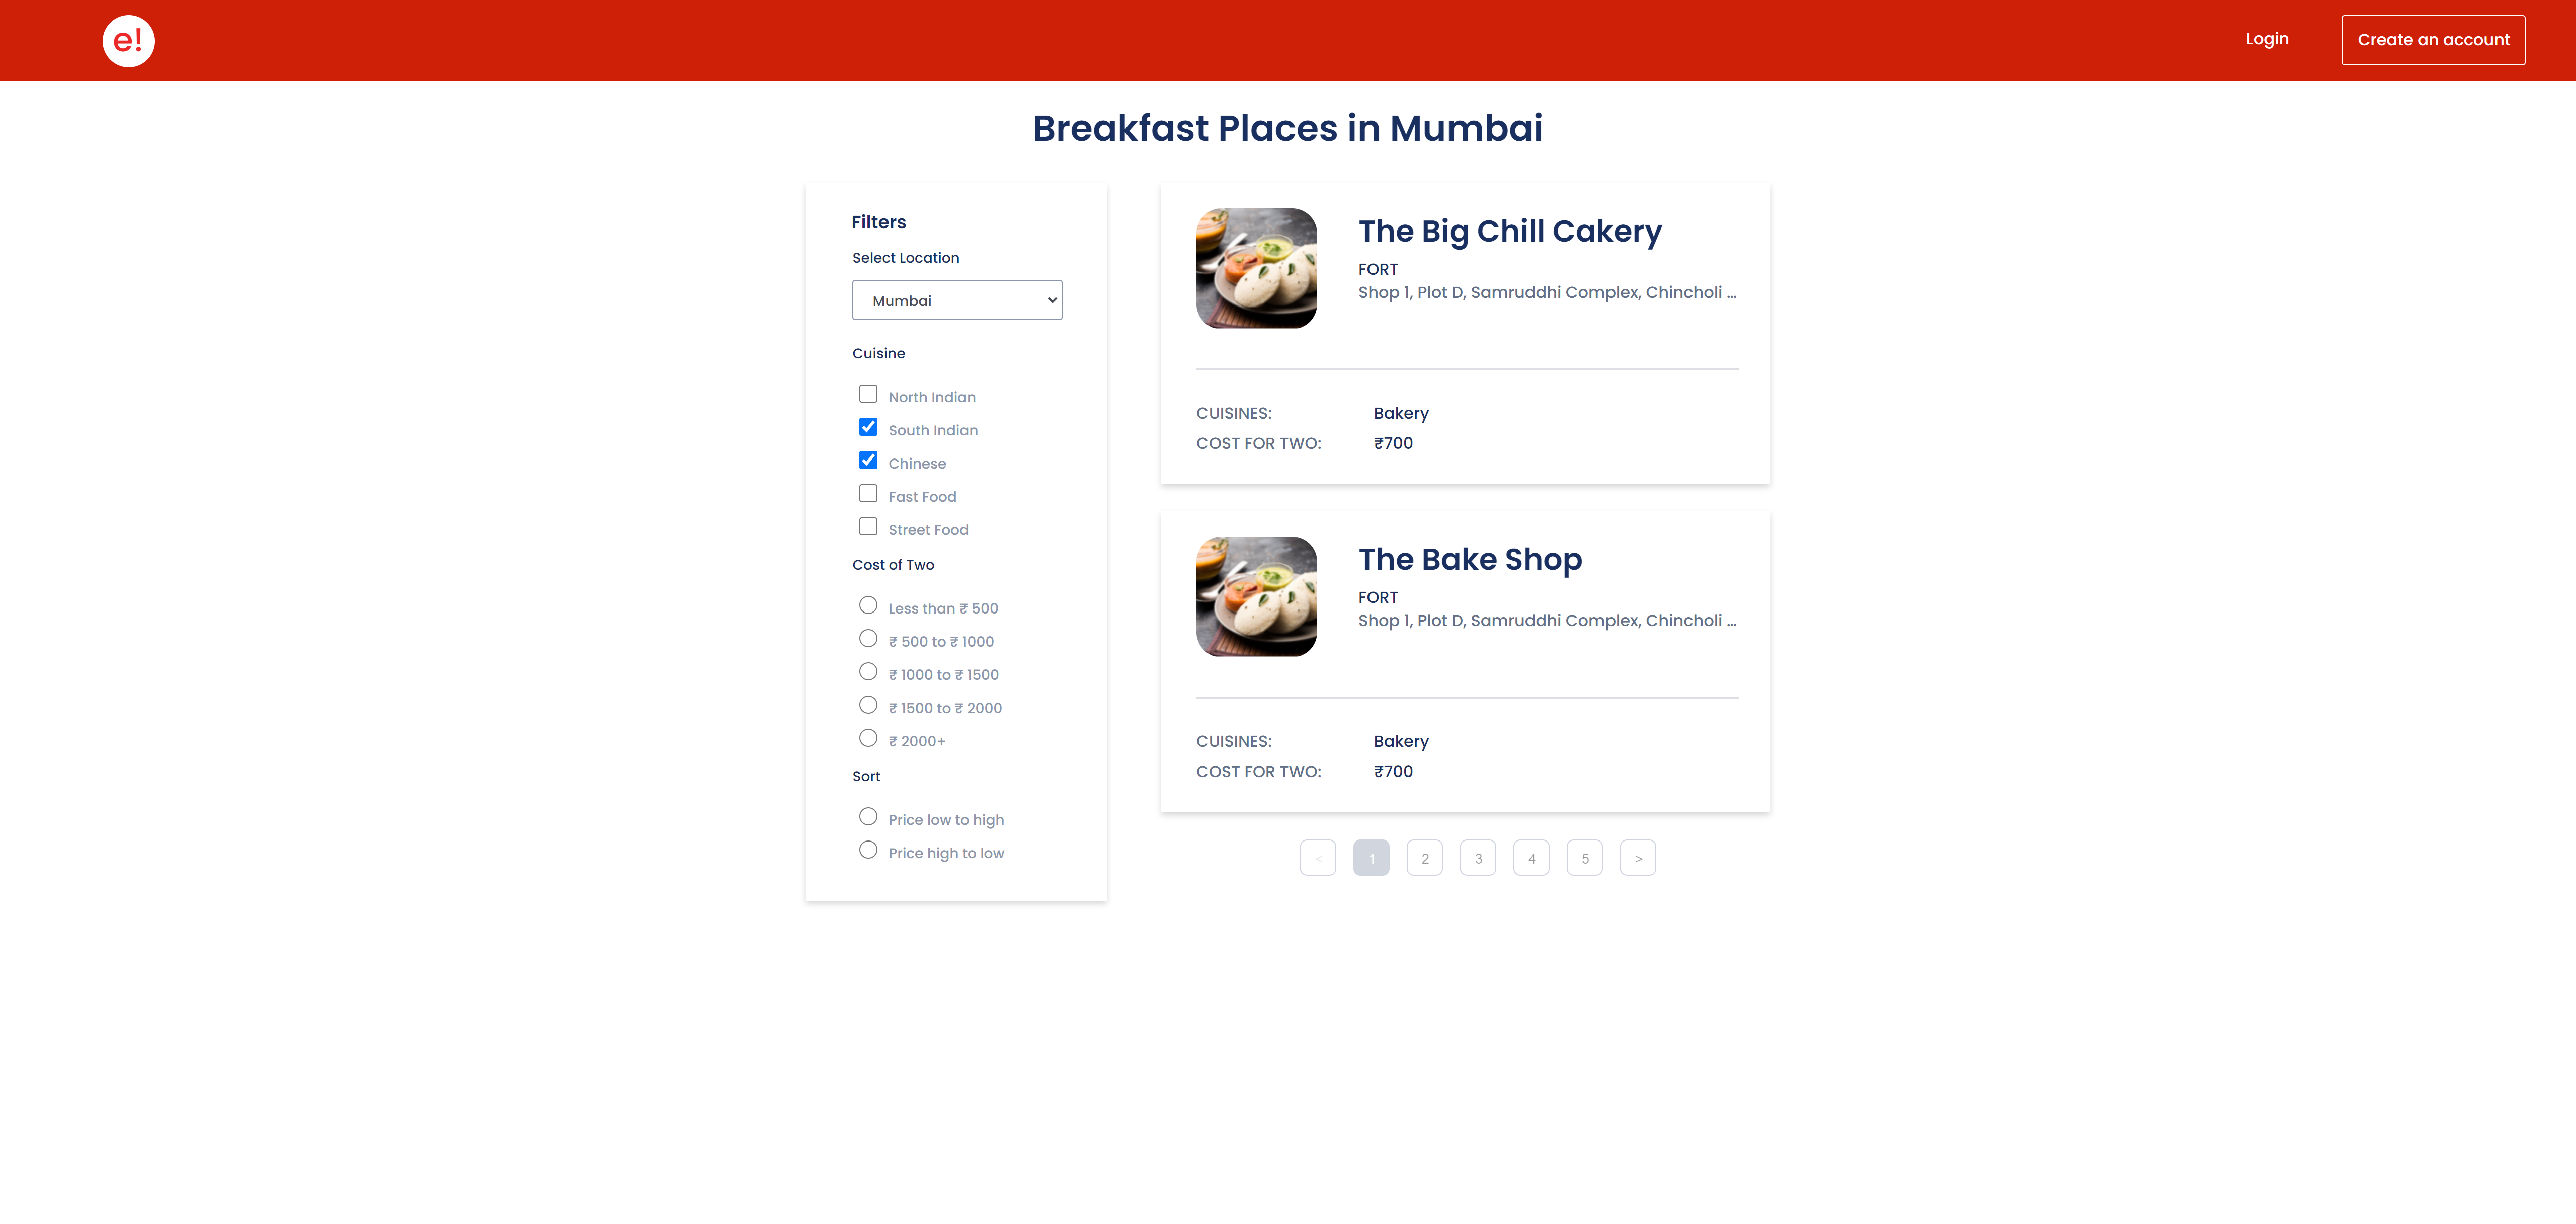 e!
Login
Create an account
Breakfast Places in Mumbai
Filters
Select Location
Mumbai
Cuisine
North Indian
South Indian
Chinese
Fast Food
Street Food
Cost of Two
Less than ₹ 500
₹ 500 to ₹ 1000
₹ 1000 to ₹ 1500
₹ 1500 to ₹ 2000
₹ 2000+
Sort
Price low to high
Price high to low
The Big Chill Cakery
FORT
Shop 1, Plot D, Samruddhi Complex, Chincholi ...
CUISINES: Bakery
COST FOR TWO: ₹700
The Bake Shop
FORT
Shop 1, Plot D, Samruddhi Complex, Chincholi ...
CUISINES: Bakery
COST FOR TWO: ₹700
< 1 2 3 4 5 >